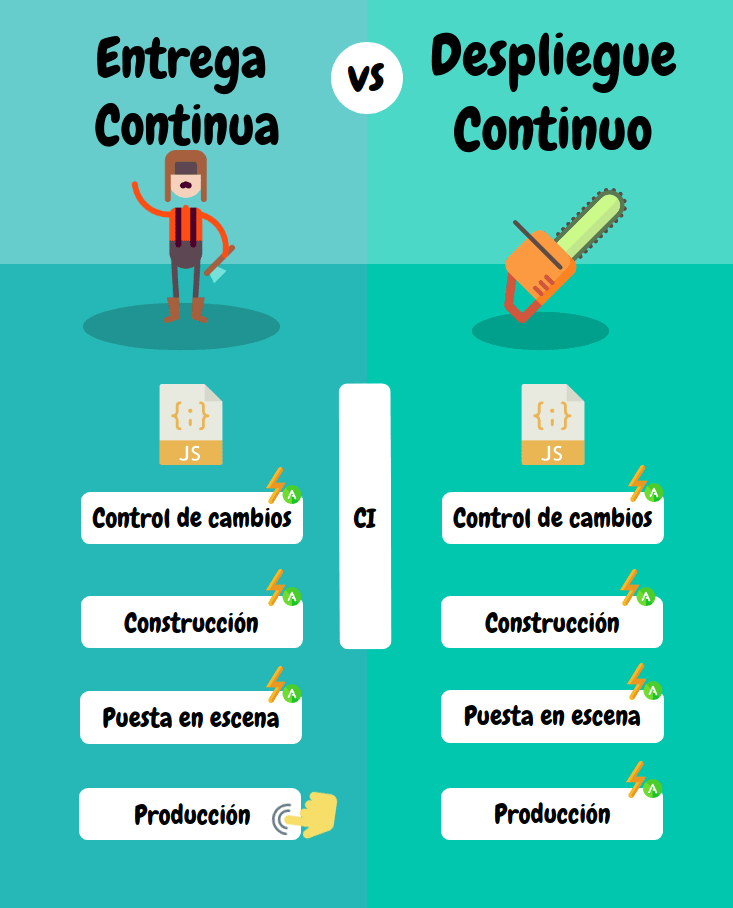 Entrega
Continua
vs
Despliegue
Continuo
{;}
JS
{;}
JS
Control de cambios
A
CI
Control de cambios
A
Construcción
A
Construcción
A
Puesta en escena
A
Puesta en escena
A
Producción
Producción
A